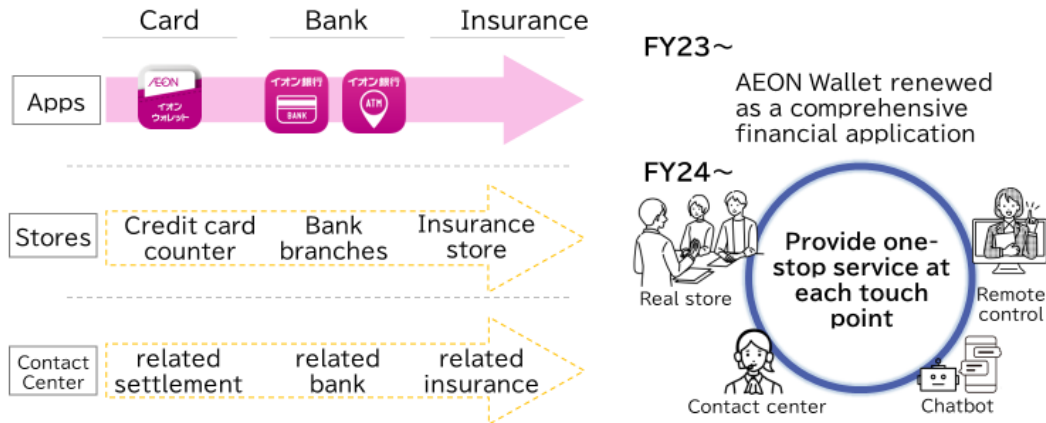 Card
Bank
Insurance
Apps
ÆON
イオン
ウォレット
イオン銀行
BANK
イオン銀行
ATM
Stores
Credit card
counter
Bank
branches
Insurance
store
Contact
Center
related
settlement
related
bank
related
insurance
FY23～
AEON Wallet renewed
as a comprehensive
financial application
FY24～
Provide one-
stop service at
each touch
point
Real store
Remote
control
Contact center
Chatbot